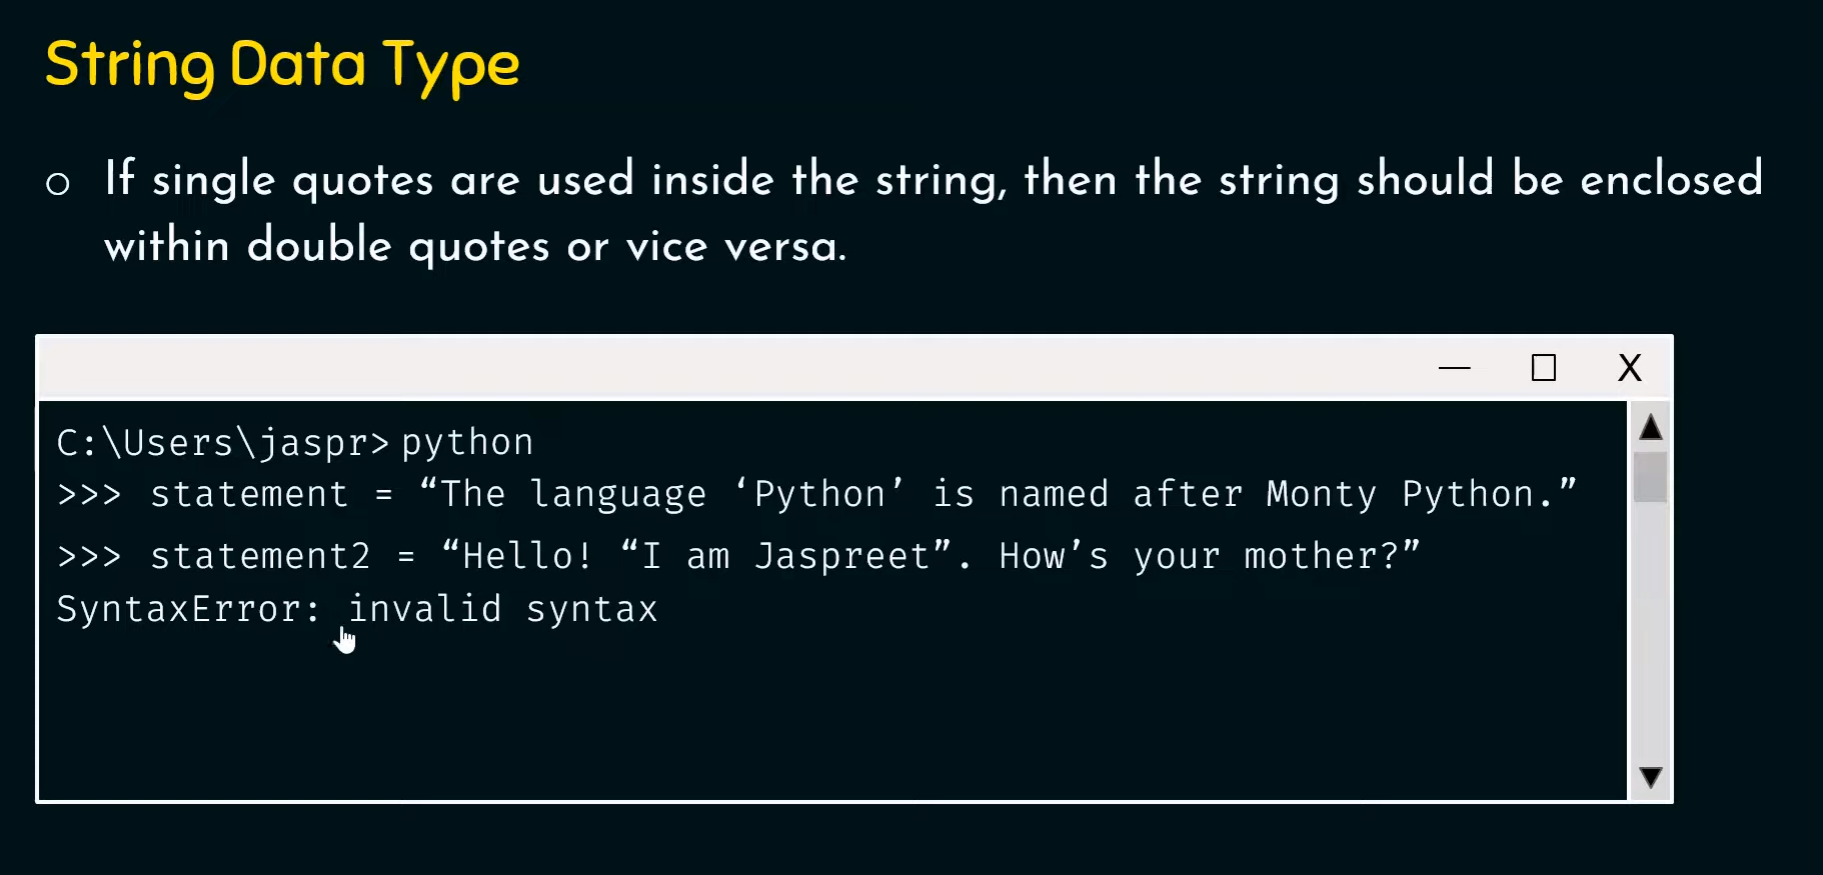 String Data Type
○ If single quotes are used inside the string, then the string should be enclosed
within double quotes or vice versa.
X
C:\Users\jaspr> python
>>> statement = “The language ‘Python’ is named after Monty Python.”
>>> statement2 = “Hello! “I am Jaspreet”. How’s your mother?”
SyntaxError: invalid syntax